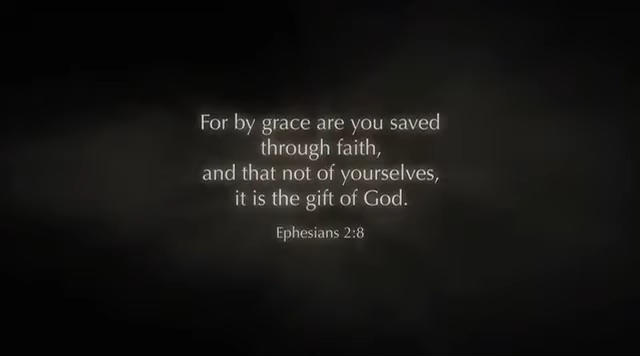 For by grace are you saved
through faith,
and that not of yourselves,
it is the gift of God.
Ephesians 2:8